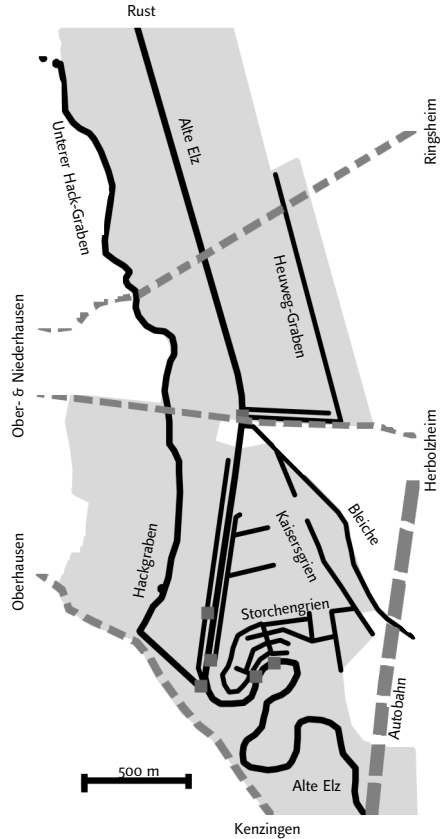 Rust
Alte Elz
Ringsheim
Unterer Hack-Graben
Heuweg-Graben
Ober- & Niederhausen
Herbolzheim
Bleiche
Kaisersgrien
Hackgraben
Oberhausen
Storchengrien
Autobahn
500 m
Alte Elz
Kenzingen